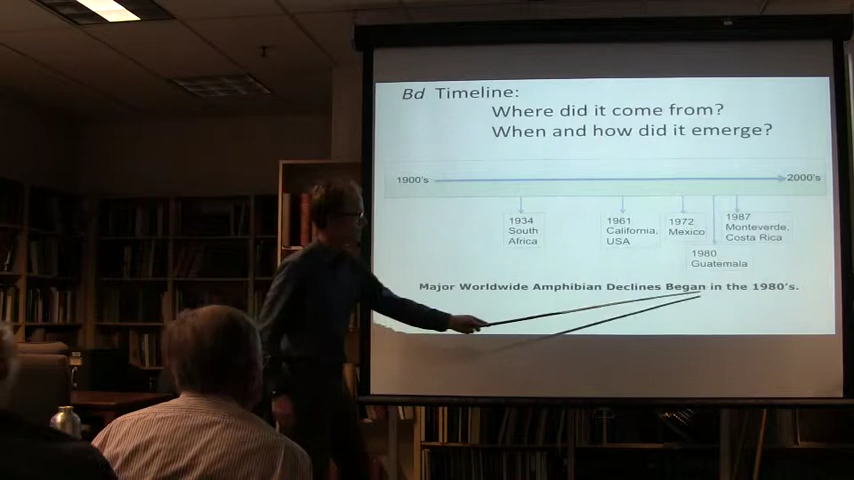 Bd Timeline:
Where did it come from?
When and how did it emerge?
1900's
2000's
1934
South
Africa
1961
California,
USA
1972
Mexico
1980
Guatemala
1987
Monteverde,
Costa Rica
Major Worldwide Amphibian Declines Began in the 1980's.